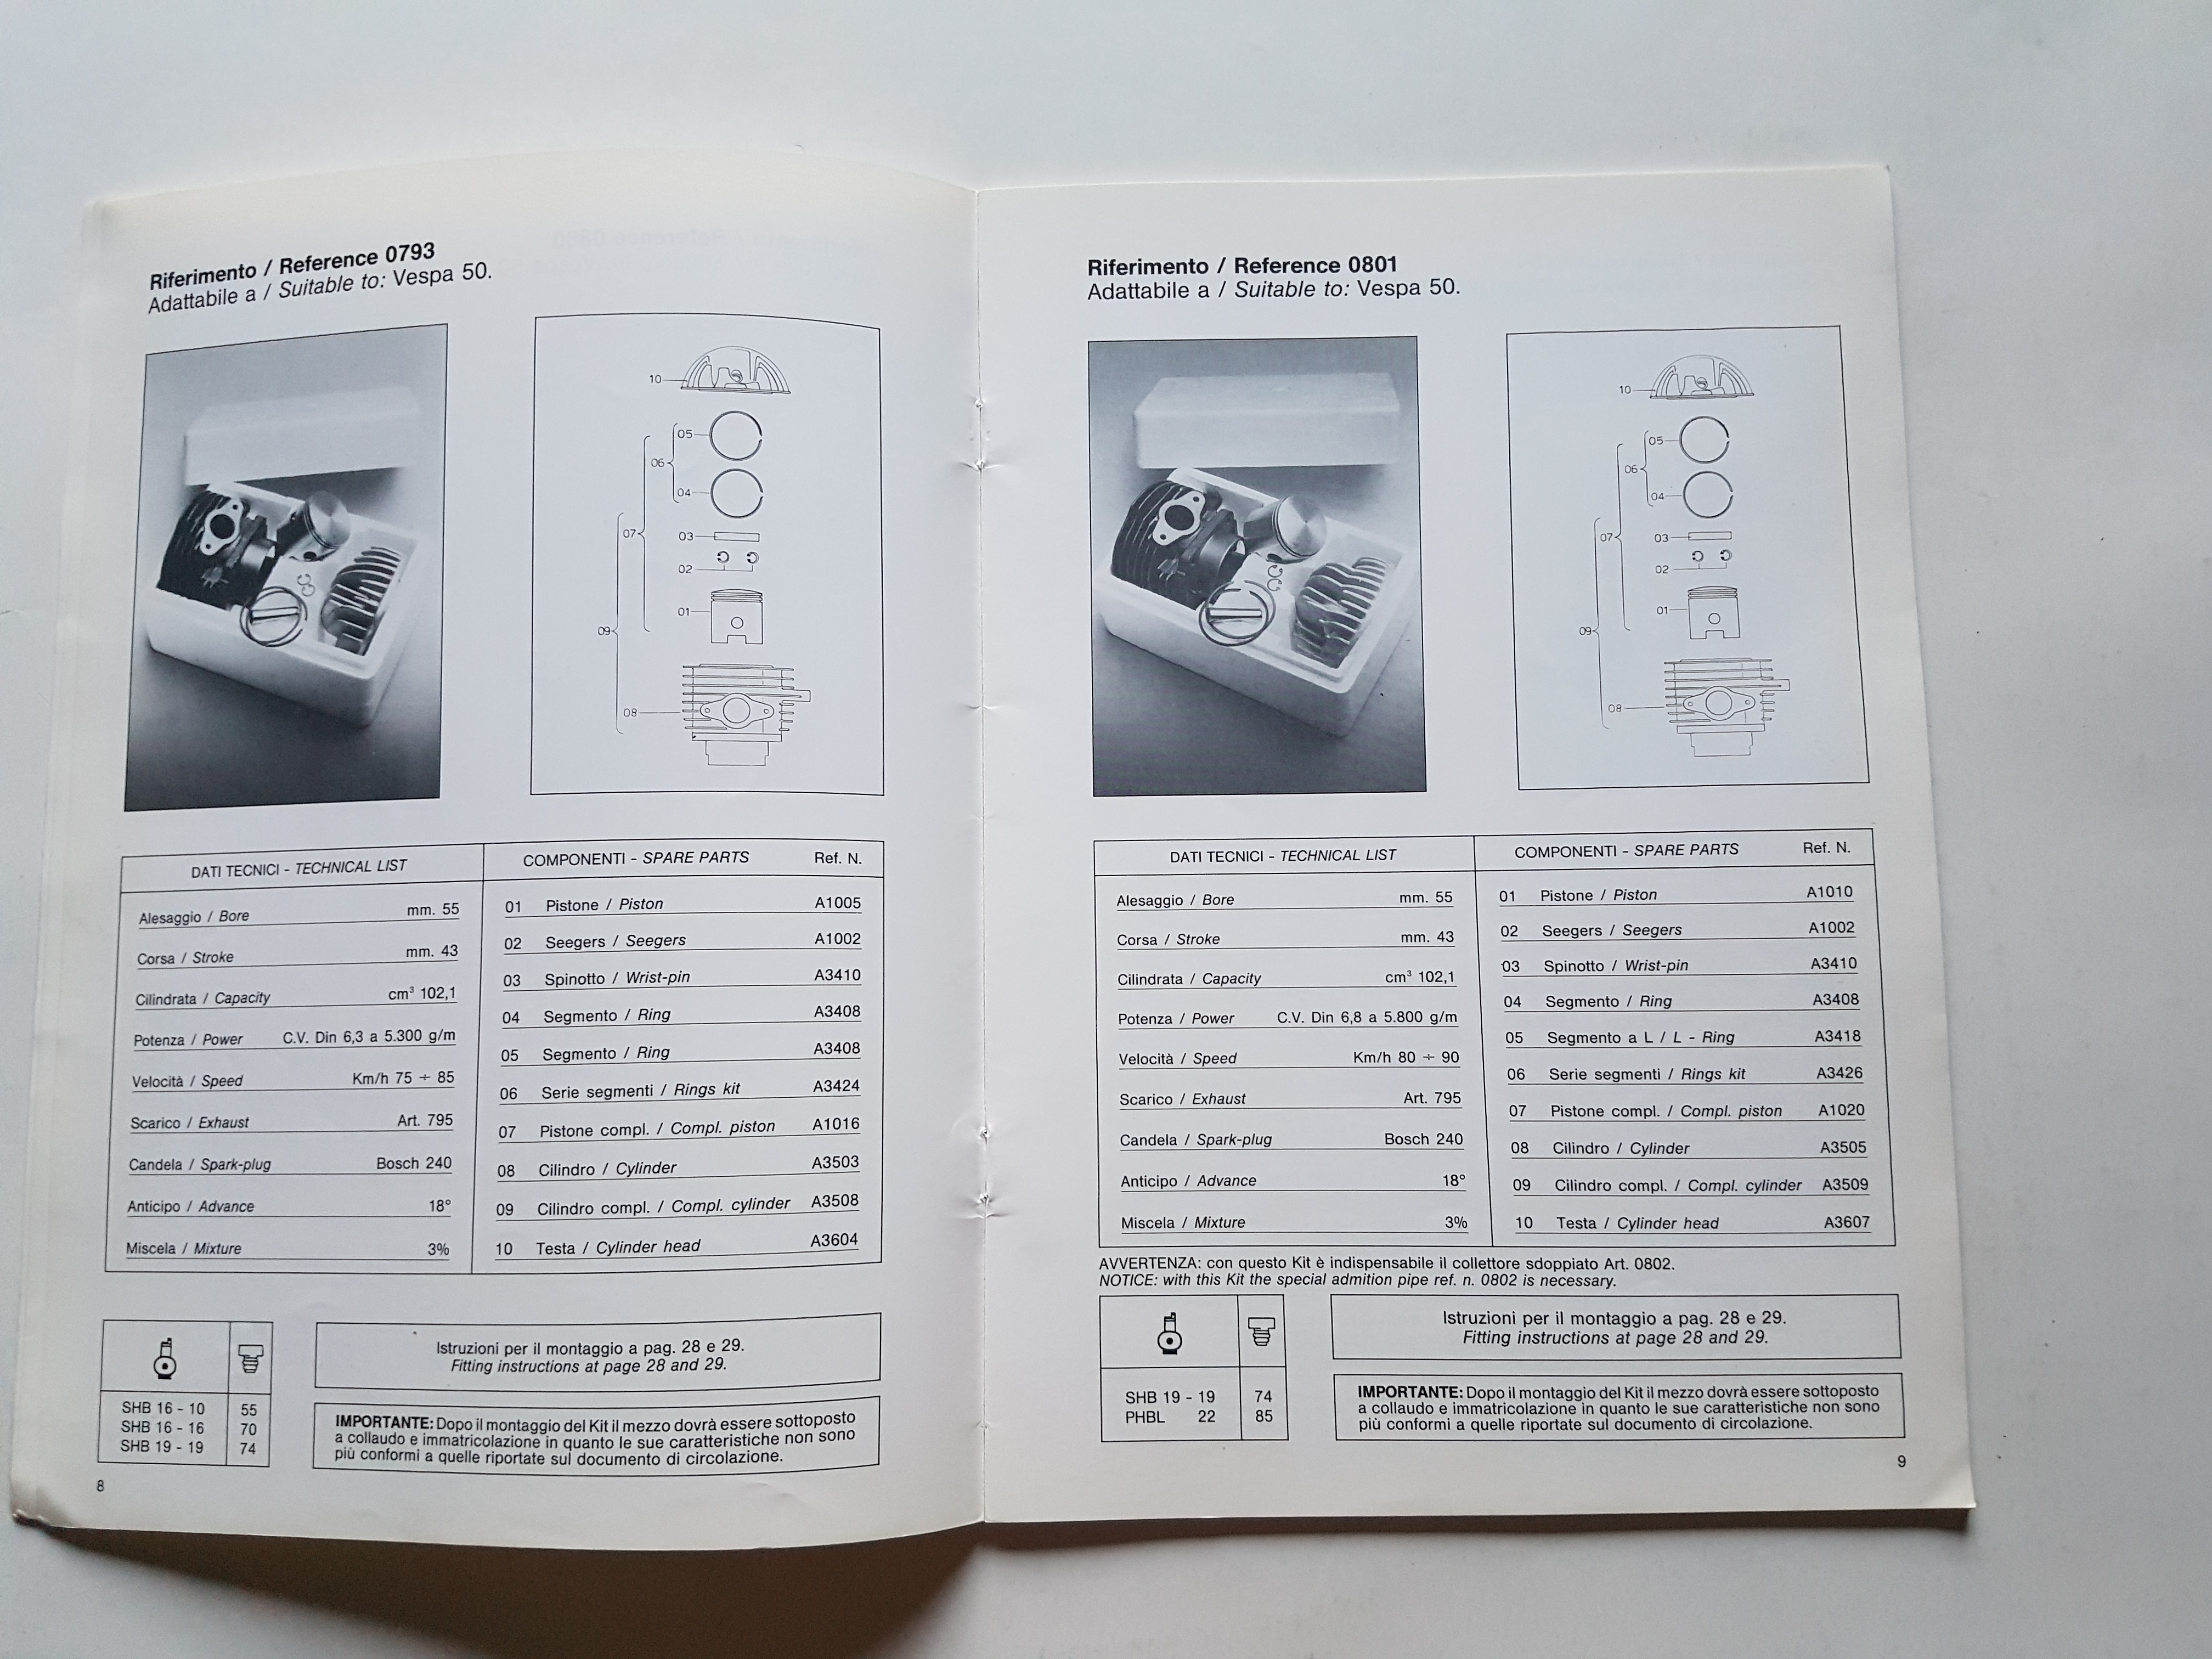 Riferimento / Reference 0793
Adattabile a / Suitable to: Vespa 50.
10
05
06
04
07
03
02
01
09
08
DATI TECNICI - TECHNICAL LIST
Alesaggio / Bore mm. 55
Corsa / Stroke mm. 43
Cilindrata / Capacity cm³ 102,1
Potenza / Power C.V. Din 6,3 a 5.300 g/m
Velocità / Speed Km/h 75 ÷ 85
Scarico / Exhaust Art. 795
Candela / Spark-plug Bosch 240
Anticipo / Advance 18°
Miscela / Mixture 3%
COMPONENTI - SPARE PARTS Ref. N.
01 Pistone / Piston A1005
02 Seegers / Seegers A1002
03 Spinotto / Wrist-pin A3410
04 Segmento / Ring A3408
05 Segmento / Ring A3408
06 Serie segmenti / Rings kit A3424
07 Pistone compl. / Compl. piston A1016
08 Cilindro / Cylinder A3503
09 Cilindro compl. / Compl. cylinder A3508
10 Testa / Cylinder head A3604
SHB 16 - 10 55
SHB 16 - 16 70
SHB 19 - 19 74
Istruzioni per il montaggio a pag. 28 e 29.
Fitting instructions at page 28 and 29.
IMPORTANTE: Dopo il montaggio del Kit il mezzo dovrà essere sottoposto
a collaudo e immatricolazione in quanto le sue caratteristiche non sono
più conformi a quelle riportate sul documento di circolazione.
8
Riferimento / Reference 0801
Adattabile a / Suitable to: Vespa 50.
10
05
06
04
07
03
02
01
09
08
DATI TECNICI - TECHNICAL LIST
Alesaggio / Bore mm. 55
Corsa / Stroke mm. 43
Cilindrata / Capacity cm³ 102,1
Potenza / Power C.V. Din 6,8 a 5.800 g/m
Velocità / Speed Km/h 80 ÷ 90
Scarico / Exhaust Art. 795
Candela / Spark-plug Bosch 240
Anticipo / Advance 18°
Miscela / Mixture 3%
COMPONENTI - SPARE PARTS Ref. N.
01 Pistone / Piston A1010
02 Seegers / Seegers A1002
03 Spinotto / Wrist-pin A3410
04 Segmento / Ring A3408
05 Segmento a L / L - Ring A3418
06 Serie segmenti / Rings kit A3426
07 Pistone compl. / Compl. piston A1020
08 Cilindro / Cylinder A3505
09 Cilindro compl. / Compl. cylinder A3509
10 Testa / Cylinder head A3607
AVVERTENZA: con questo Kit è indispensabile il collettore sdoppiato Art. 0802.
NOTICE: with this Kit the special admition pipe ref. n. 0802 is necessary.
SHB 19 - 19 74
PHBL 22 85
Istruzioni per il montaggio a pag. 28 e 29.
Fitting instructions at page 28 and 29.
IMPORTANTE: Dopo il montaggio del Kit il mezzo dovrà essere sottoposto
a collaudo e immatricolazione in quanto le sue caratteristiche non sono
più conformi a quelle riportate sul documento di circolazione.
9